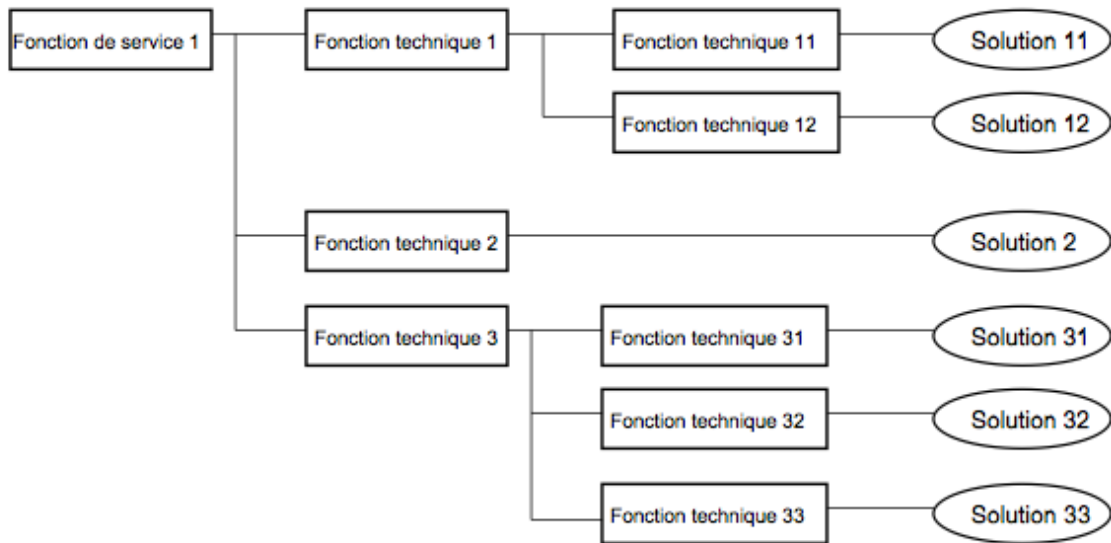 Fonction de service 1
Fonction technique 1
Fonction technique 11
Solution 11
Fonction technique 12
Solution 12
Fonction technique 2
Solution 2
Fonction technique 3
Fonction technique 31
Solution 31
Fonction technique 32
Solution 32
Fonction technique 33
Solution 33